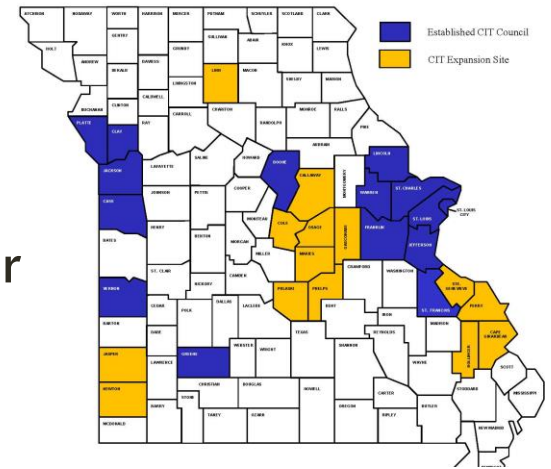 ATCHISON NODAWAY WORTH HARRISON MERCER PUTNAM SCHUYLER SCOTLAND CLARK
GENTRY SULLIVAN ADAIR KNOX LEWIS
HOLT ANDREW DEKALB DAVIESS GRUNDY LINN MACON SHELBY MARION
BUCHANAN CLINTON CALDWELL LIVINGSTON CHARITON RANDOLPH MONROE RALLS
PLATTE CLAY RAY CARROLL AUDRAIN PIKE
Established CIT Council
CIT Expansion Site
JACKSON LAFAYETTE SALINE HOWARD BOONE CALLAWAY MONTGOMERY WARREN LINCOLN ST. CHARLES
CASS JOHNSON PETTIS COOPER MONITEAU COLE OSAGE GASCONADE FRANKLIN ST. LOUIS
ST. LOUIS CITY
BATES HENRY BENTON MORGAN MILLER MARIES JEFFERSON
r
VERNON ST. CLAIR HICKORY CAMDEN PULASKI PHELPS CRAWFORD WASHINGTON ST. FRANCOIS STE. GENEVIEVE PERRY
BARTON CEDAR POLK DALLAS LACLEDE DENT IRON MADISON BOLLINGER CAPE GIRARDEAU
JASPER DADE GREENE WEBSTER WRIGHT TEXAS SHANNON REYNOLDS WAYNE SCOTT
NEWTON LAWRENCE CHRISTIAN DOUGLAS HOWELL CARTER BUTLER STODDARD MISSISSIPPI
MCDONALD BARRY STONE TANEY OZARK OREGON RIPLEY NEW MADRID